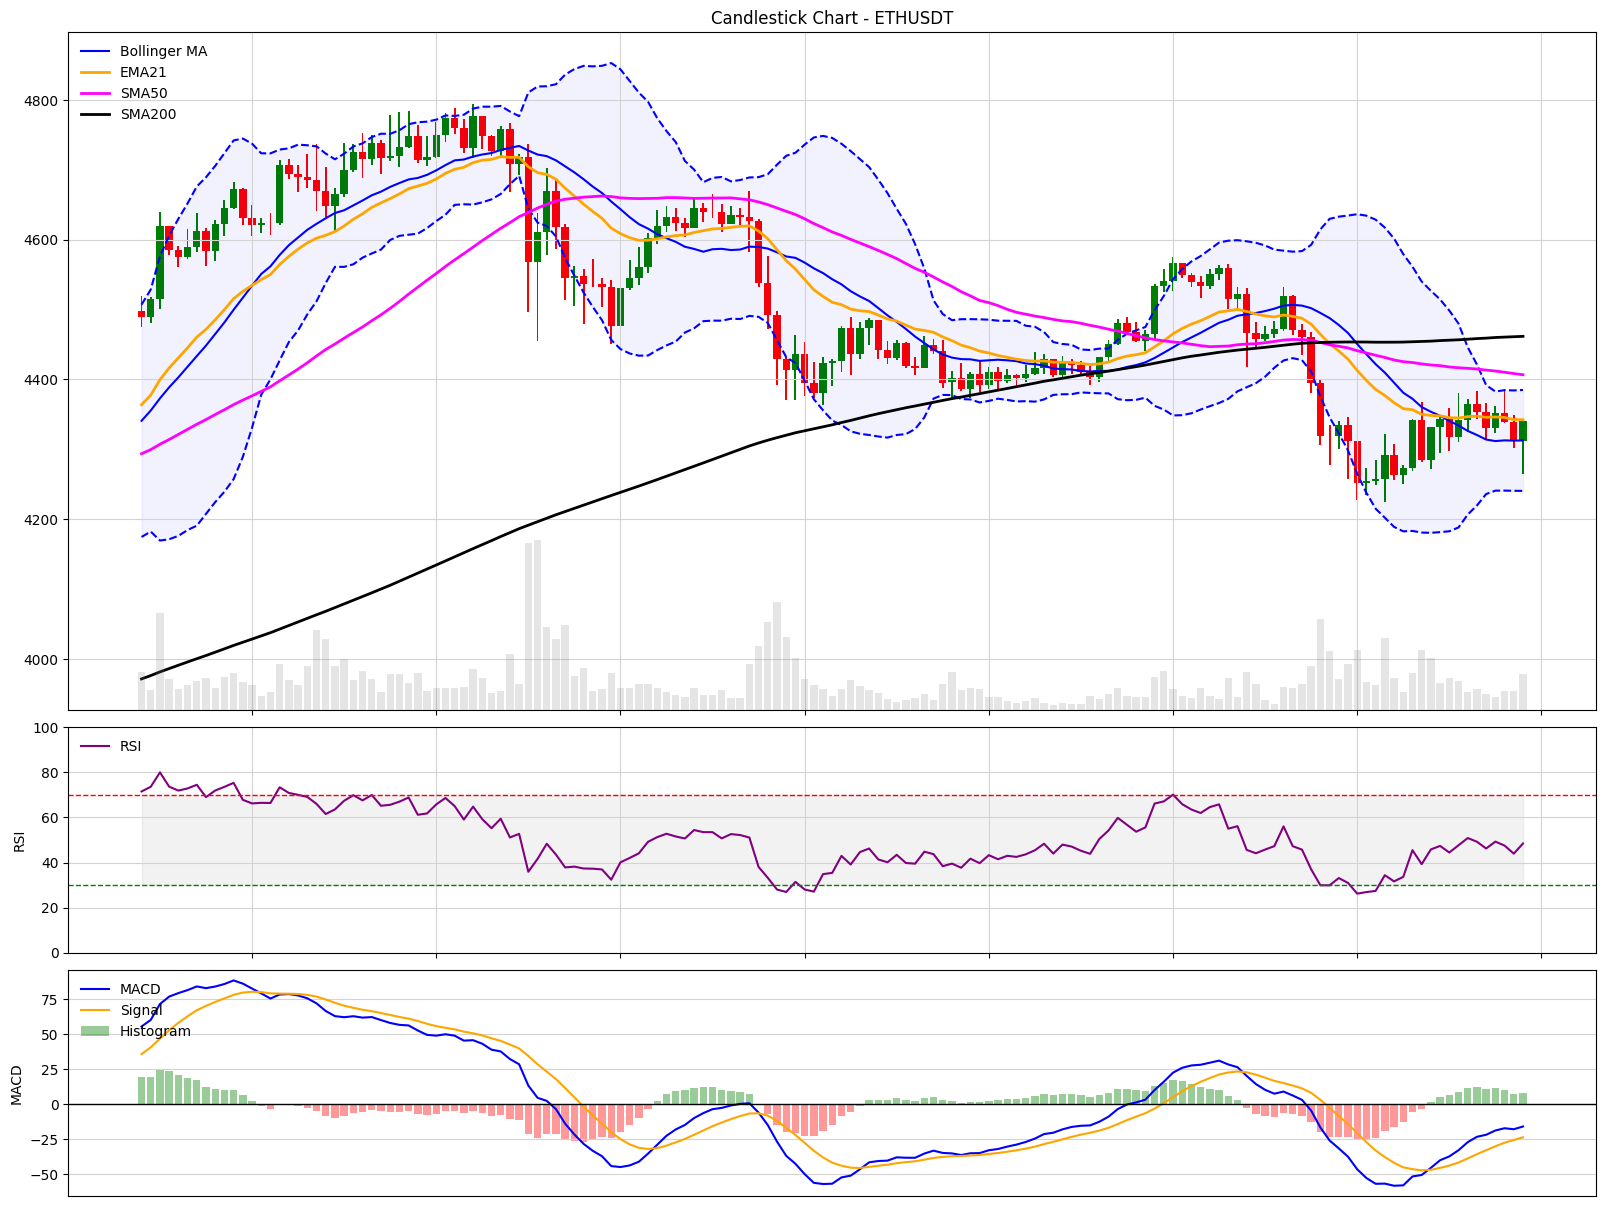 Candlestick Chart - ETHUSDT
Bollinger MA
EMA21
SMA50
SMA200
4800
4600
4400
4200
4000
RSI
100
80
60
40
20
0
RSI
MACD
Signal
Histogram
75
50
25
0
−25
−50
MACD